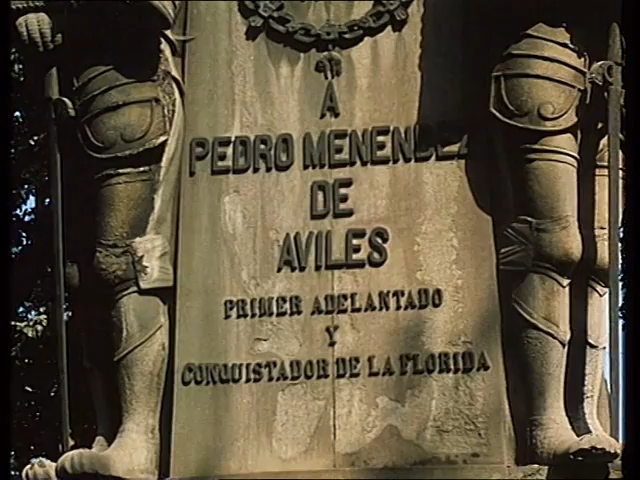 A
PEDRO MENENDEZ
DE
AVILES
PRIMER ADELANTADO
Y
CONQUISTADOR DE LA FLORIDA